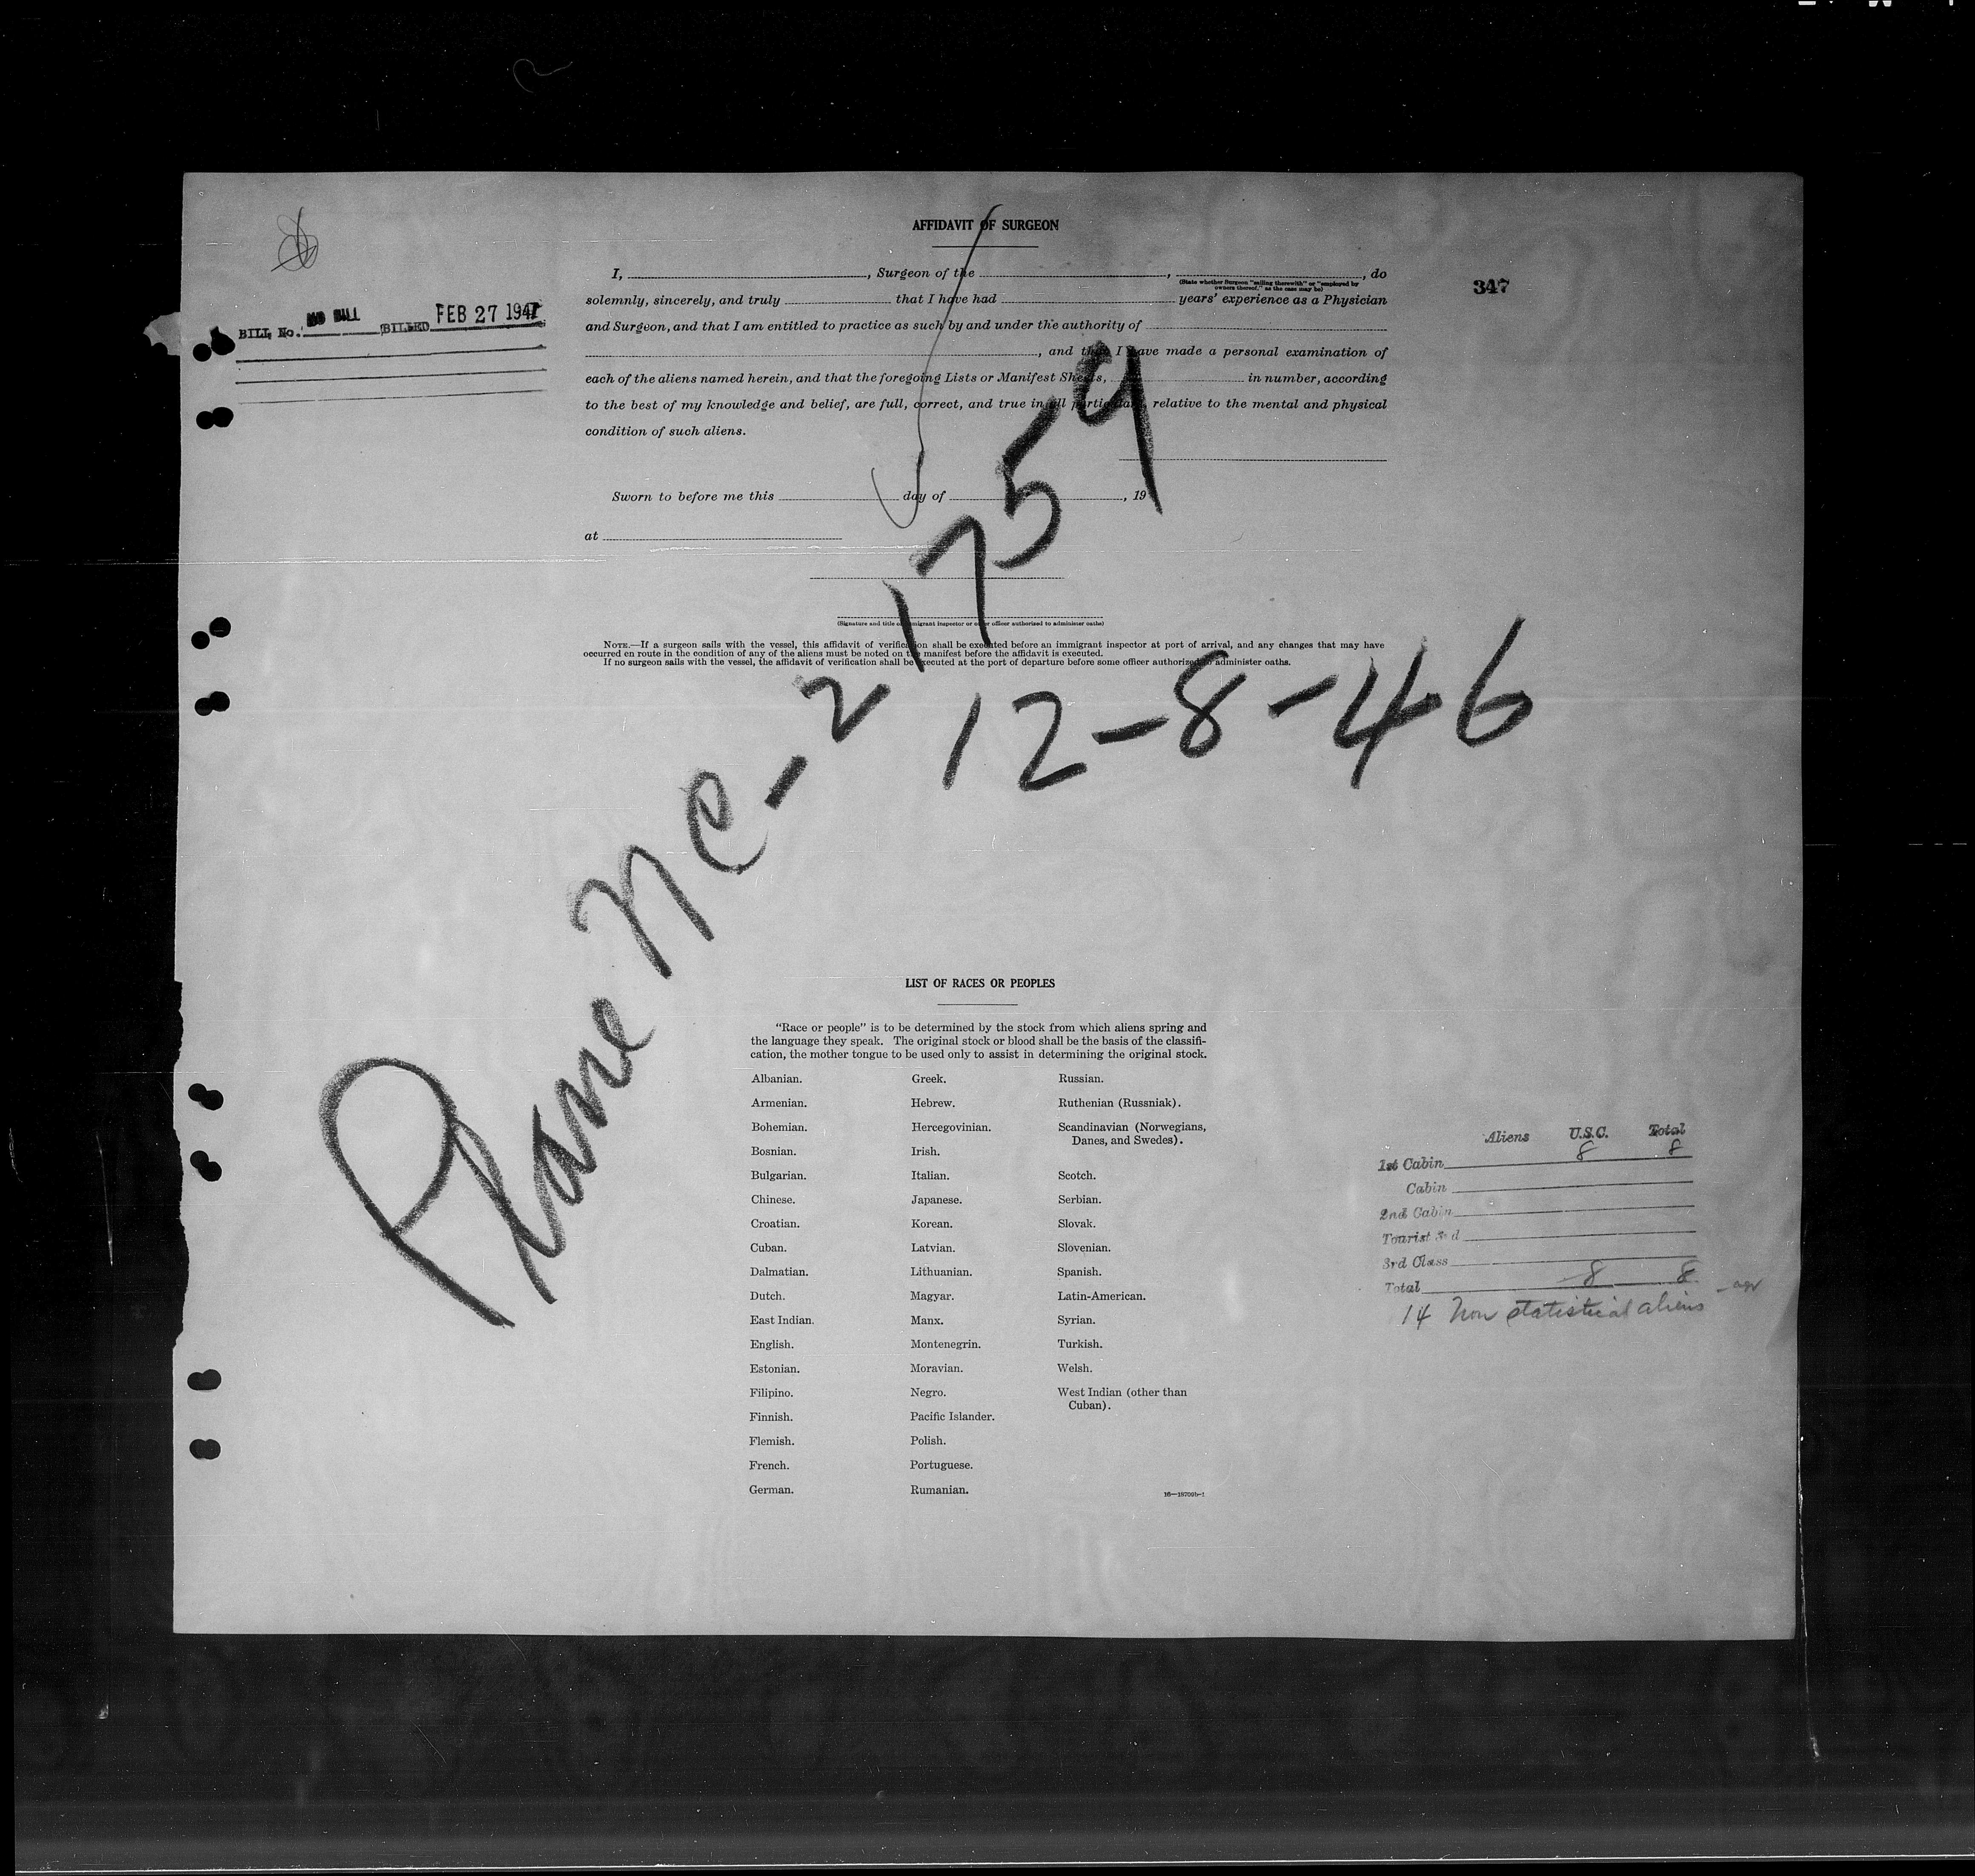 AFFIDAVIT OF SURGEON
I, , Surgeon of the , , do
(State whether Surgeon "sailing therewith" or "employed by
owners thereof," as the case may be)
347
solemnly, sincerely, and truly that I have had years' experience as a Physician
and Surgeon, and that I am entitled to practice as such by and under the authority of
, and that I have made a personal examination of
each of the aliens named herein, and that the foregoing Lists or Manifest Sheets, in number, according
to the best of my knowledge and belief, are full, correct, and true in all particulars relative to the mental and physical
condition of such aliens.
BILL No. NO BILL BILLED FEB 27 1947
Sworn to before me this day of , 19
at
(Signature and title of immigrant inspector or other officer authorized to administer oaths)
NOTE.—If a surgeon sails with the vessel, this affidavit of verification shall be executed before an immigrant inspector at port of arrival, and any changes that may have
occurred en route in the condition of any of the aliens must be noted on the manifest before the affidavit is executed.
If no surgeon sails with the vessel, the affidavit of verification shall be executed at the port of departure before some officer authorized to administer oaths.
Plane NC-21759
12-8-46
LIST OF RACES OR PEOPLES
"Race or people" is to be determined by the stock from which aliens spring and
the language they speak. The original stock or blood shall be the basis of the classifi-
cation, the mother tongue to be used only to assist in determining the original stock.
Albanian.
Armenian.
Bohemian.
Bosnian.
Bulgarian.
Chinese.
Croatian.
Cuban.
Dalmatian.
Dutch.
East Indian.
English.
Estonian.
Filipino.
Finnish.
Flemish.
French.
German.
Greek.
Hebrew.
Hercegovinian.
Irish.
Italian.
Japanese.
Korean.
Latvian.
Lithuanian.
Magyar.
Manx.
Montenegrin.
Moravian.
Negro.
Pacific Islander.
Polish.
Portuguese.
Rumanian.
Russian.
Ruthenian (Russniak).
Scandinavian (Norwegians,
Danes, and Swedes).
Scotch.
Serbian.
Slovak.
Slovenian.
Spanish.
Latin-American.
Syrian.
Turkish.
Welsh.
West Indian (other than
Cuban).
16—18709b-1
Aliens U.S.C. Total
1st Cabin 8 8
Cabin
2nd Cabin
Tourist 3rd
3rd Class
Total 8 8
14 Non statistical aliens